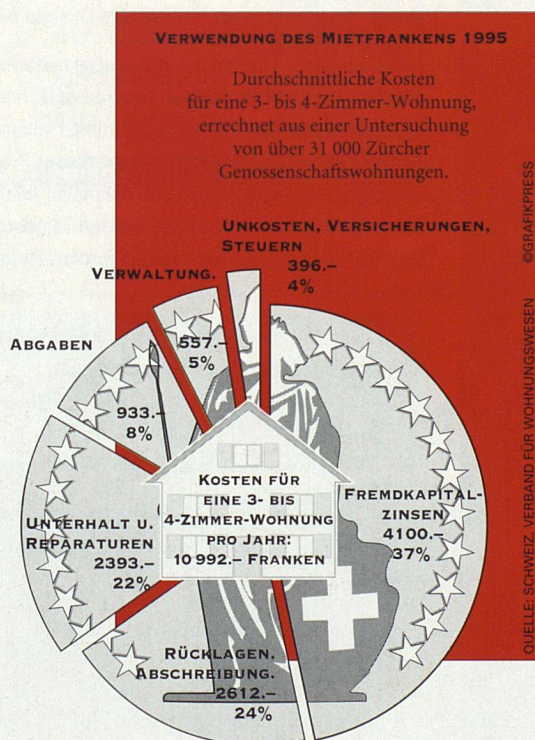 VERWENDUNG DES MIETFRANKENS 1995
Durchschnittliche Kosten
für eine 3- bis 4-Zimmer-Wohnung,
errechnet aus einer Untersuchung
von über 31 000 Zürcher
Genossenschaftswohnungen.
UNKOSTEN, VERSICHERUNGEN,
STEUERN
396.–
4%
VERWALTUNG.
557.–
5%
ABGABEN
933.–
8%
UNTERHALT U.
REPARATUREN
2393.–
22%
KOSTEN FÜR
EINE 3- BIS
4-ZIMMER-WOHNUNG
PRO JAHR:
10 992.– FRANKEN
FREMDKAPITAL-
ZINSEN
4100.–
37%
RÜCKLAGEN.
ABSCHREIBUNG.
2612.–
24%
QUELLE: SCHWEIZ. VERBAND FÜR WOHNUNGSWESEN ©GRAFIKPRESS